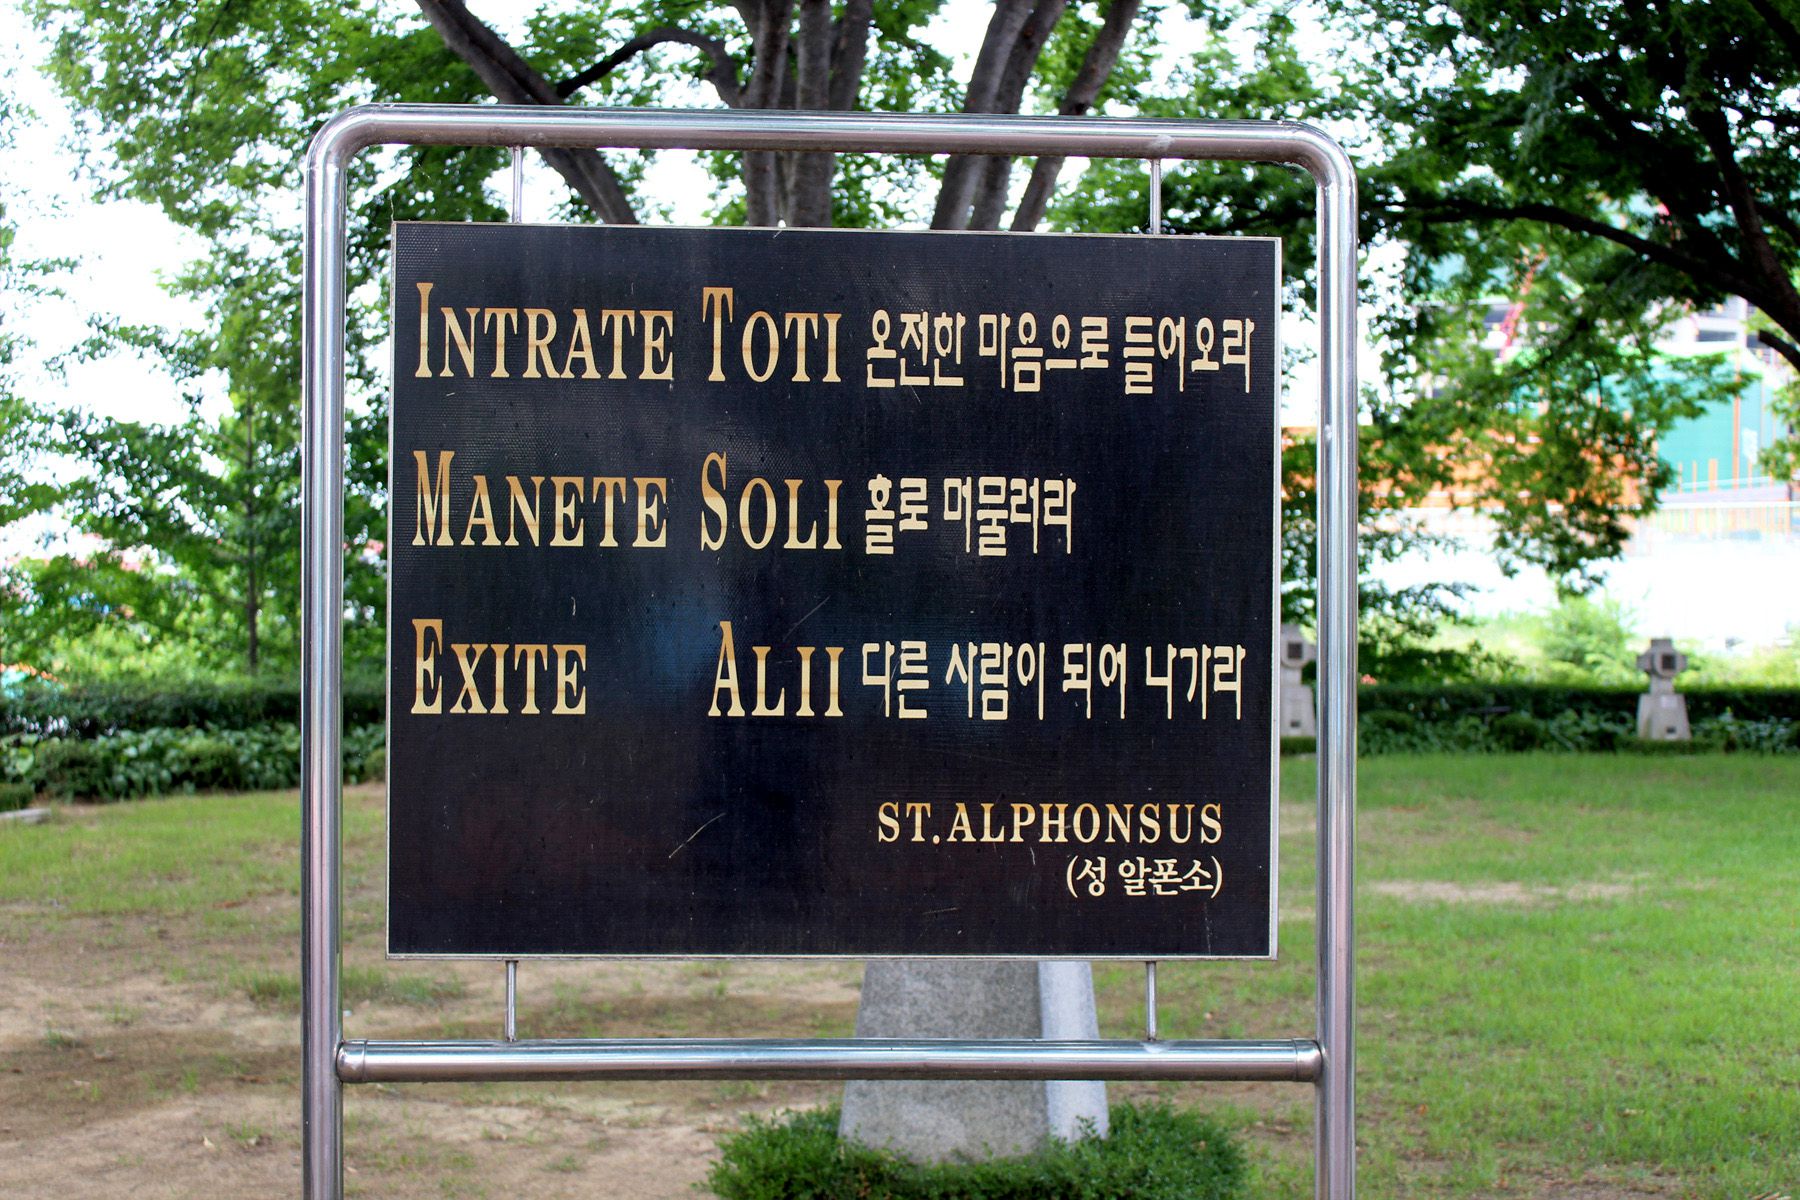 INTRATE TOTI 온전한 마음으로 들어오라
MANETE SOLI 홀로 머물러라
EXITE ALII 다른 사람이 되어 나가라
ST. ALPHONSUS
(성 알폰소)